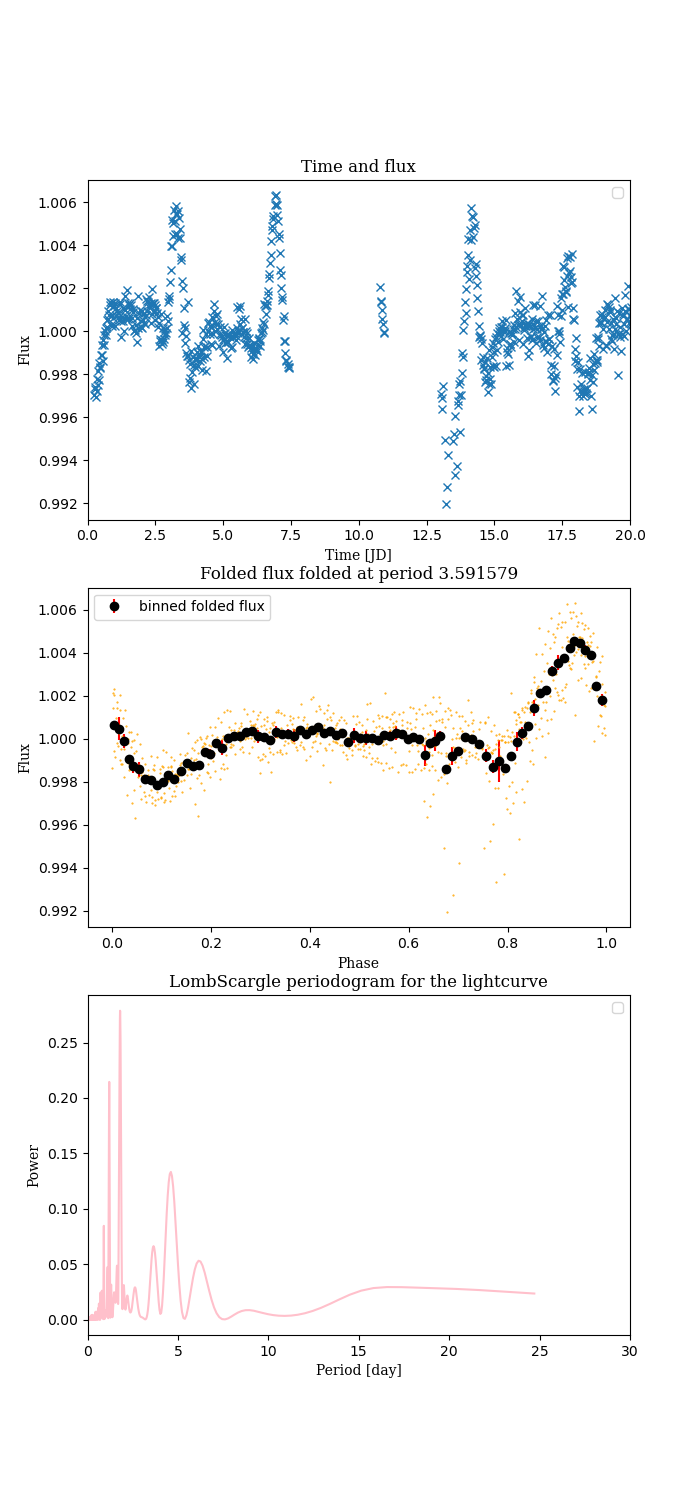 Time and flux
1.006
1.004
1.002
1.000
0.998
0.996
0.994
0.992
Flux
0.0 2.5 5.0 7.5 10.0 12.5 15.0 17.5 20.0
Time [JD]
Folded flux folded at period 3.591579
binned folded flux
1.006
1.004
1.002
1.000
0.998
0.996
0.994
0.992
Flux
0.0 0.2 0.4 0.6 0.8 1.0
Phase
LombScargle periodogram for the lightcurve
0.25
0.20
0.15
0.10
0.05
0.00
Power
0 5 10 15 20 25 30
Period [day]